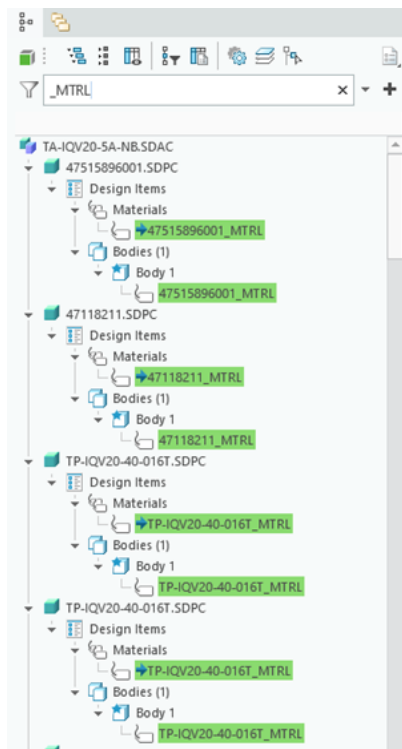 _MTRL
TA-IQV20-5A-NB.SDAC
47515896001.SDPC
Design Items
Materials
47515896001_MTRL
Bodies (1)
Body 1
47515896001_MTRL
47118211.SDPC
Design Items
Materials
47118211_MTRL
Bodies (1)
Body 1
47118211_MTRL
TP-IQV20-40-016T.SDPC
Design Items
Materials
TP-IQV20-40-016T_MTRL
Bodies (1)
Body 1
TP-IQV20-40-016T_MTRL
TP-IQV20-40-016T.SDPC
Design Items
Materials
TP-IQV20-40-016T_MTRL
Bodies (1)
Body 1
TP-IQV20-40-016T_MTRL